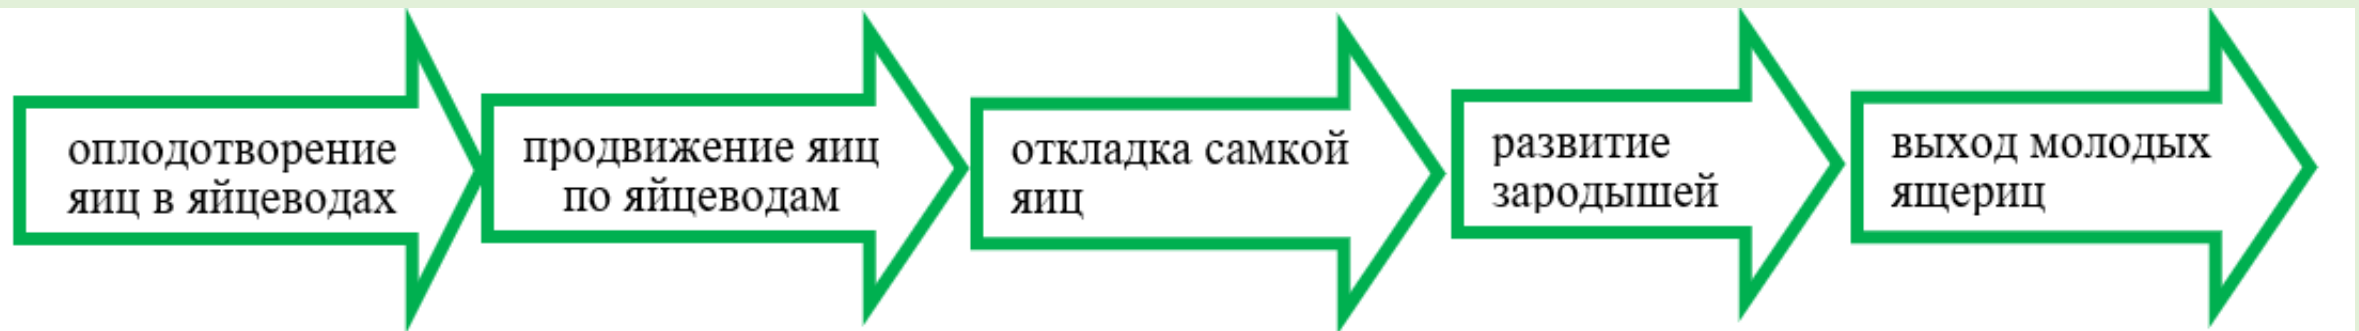 оплодотворение
яиц в яйцеводах
продвижение яиц
по яйцеводам
откладка самкой
яиц
развитие
зародышей
выход молодых
ящериц